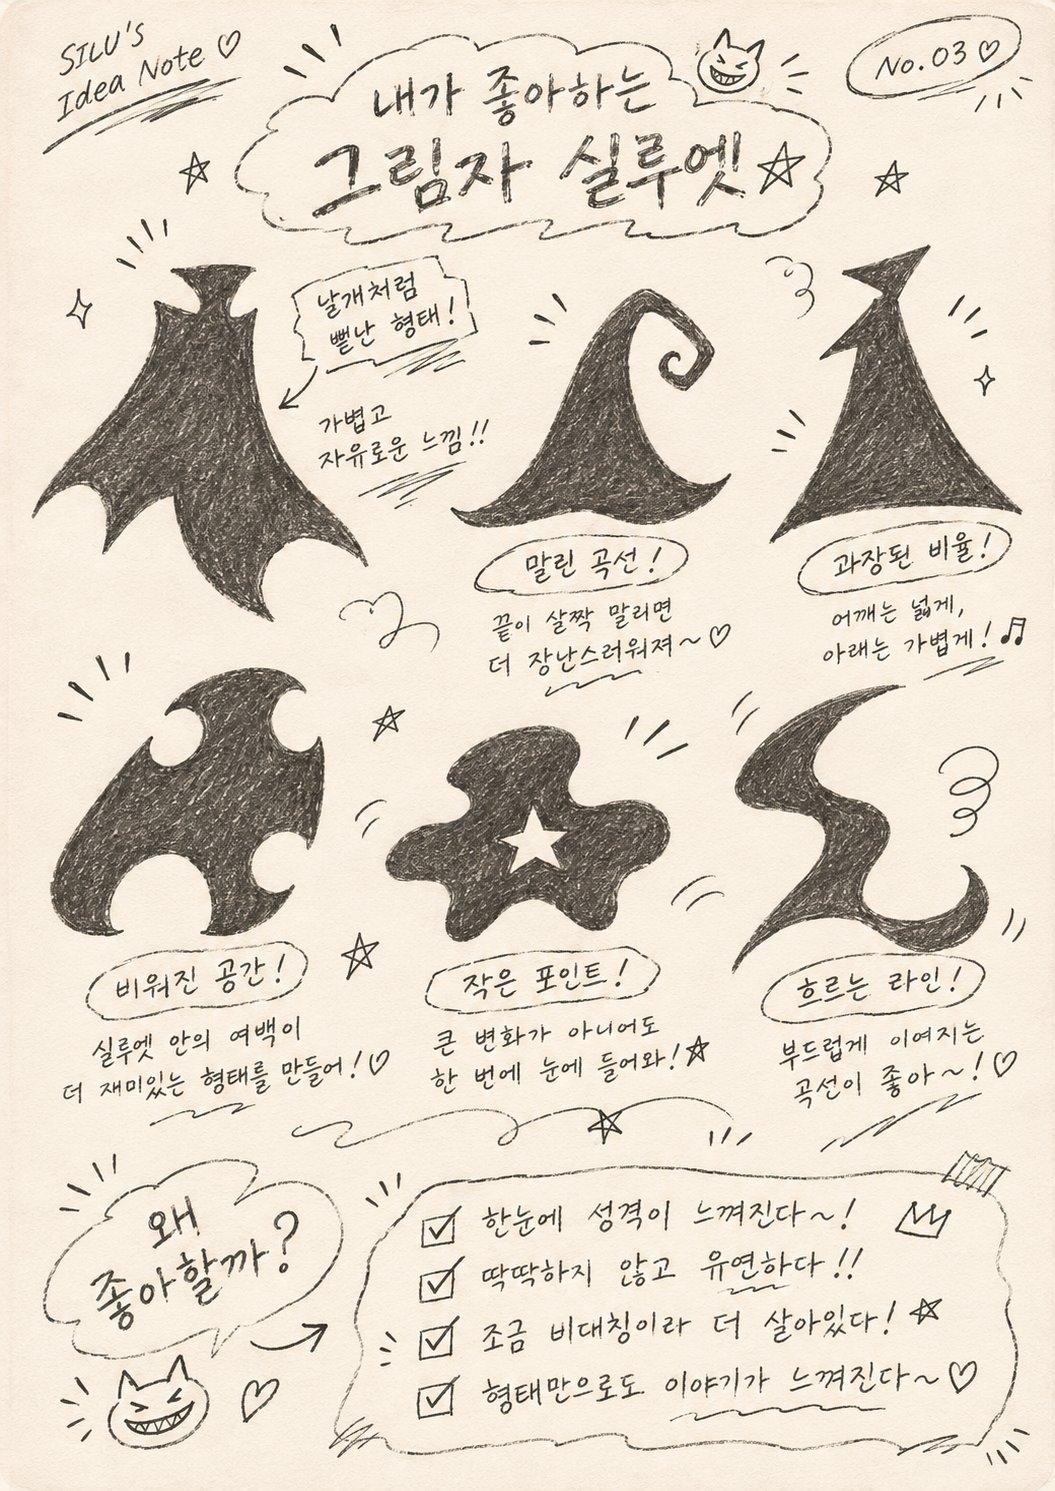 SILU'S
Idea Note ♡
내가 좋아하는
그림자 실루엣☆
No.03 ♡
날개처럼
뻗난 형태!
가볍고
자유로운 느낌!!
말린 곡선!
끝이 살짝 말리면
더 장난스러워져~♡
과장된 비율!
어깨는 넓게,
아래는 가볍게!♫
비워진 공간!
실루엣 안의 여백이
더 재미있는 형태를 만들어!♡
작은 포인트!
큰 변화가 아니어도
한 번에 눈에 들어와!☆
흐르는 라인!
부드럽게 이어지는
곡선이 좋아~!♡
왜
좋아할까?
☑ 한눈에 성격이 느껴진다~!
☑ 딱딱하지 않고 유연하다!!
☑ 조금 비대칭이라 더 살아있다!☆
☑ 형태만으로도 이야기가 느껴진다~♡